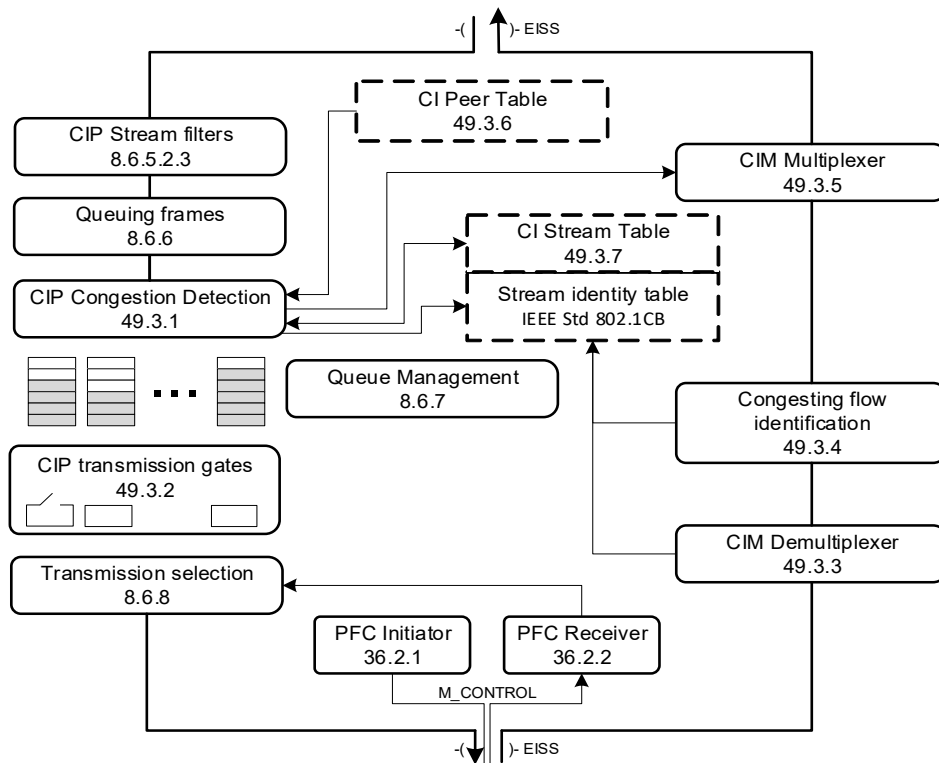 -(
)- EISS
CI Peer Table
49.3.6
CIP Stream filters
8.6.5.2.3
CIM Multiplexer
49.3.5
Queuing frames
8.6.6
CI Stream Table
49.3.7
CIP Congestion Detection
49.3.1
Stream identity table
IEEE Std 802.1CB
Queue Management
8.6.7
Congesting flow
identification
49.3.4
CIP transmission gates
49.3.2
CIM Demultiplexer
49.3.3
Transmission selection
8.6.8
PFC Initiator
36.2.1
PFC Receiver
36.2.2
M_CONTROL
-(
)- EISS